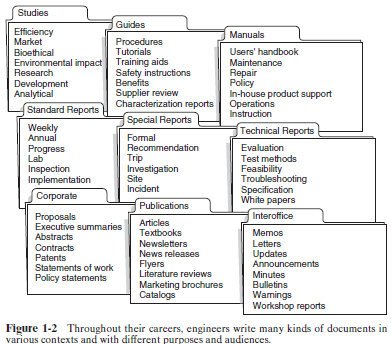 Studies
Efficiency
Market
Bioethical
Environmental impact
Research
Development
Analytical
Guides
Procedures
Tutorials
Training aids
Safety instructions
Benefits
Supplier review
Characterization reports
Manuals
Users' handbook
Maintenance
Repair
Policy
In-house product support
Operations
Instruction
Standard Reports
Weekly
Annual
Progress
Lab
Inspection
Implementation
Special Reports
Formal
Recommendation
Trip
Investigation
Site
Incident
Technical Reports
Evaluation
Test methods
Feasibility
Troubleshooting
Specification
White papers
Corporate
Proposals
Executive summaries
Abstracts
Contracts
Patents
Statements of work
Policy statements
Publications
Articles
Textbooks
Newsletters
News releases
Flyers
Literature reviews
Marketing brochures
Catalogs
Interoffice
Memos
Letters
Updates
Announcements
Minutes
Bulletins
Warnings
Workshop reports
Figure 1-2 Throughout their careers, engineers write many kinds of documents in
various contexts and with different purposes and audiences.